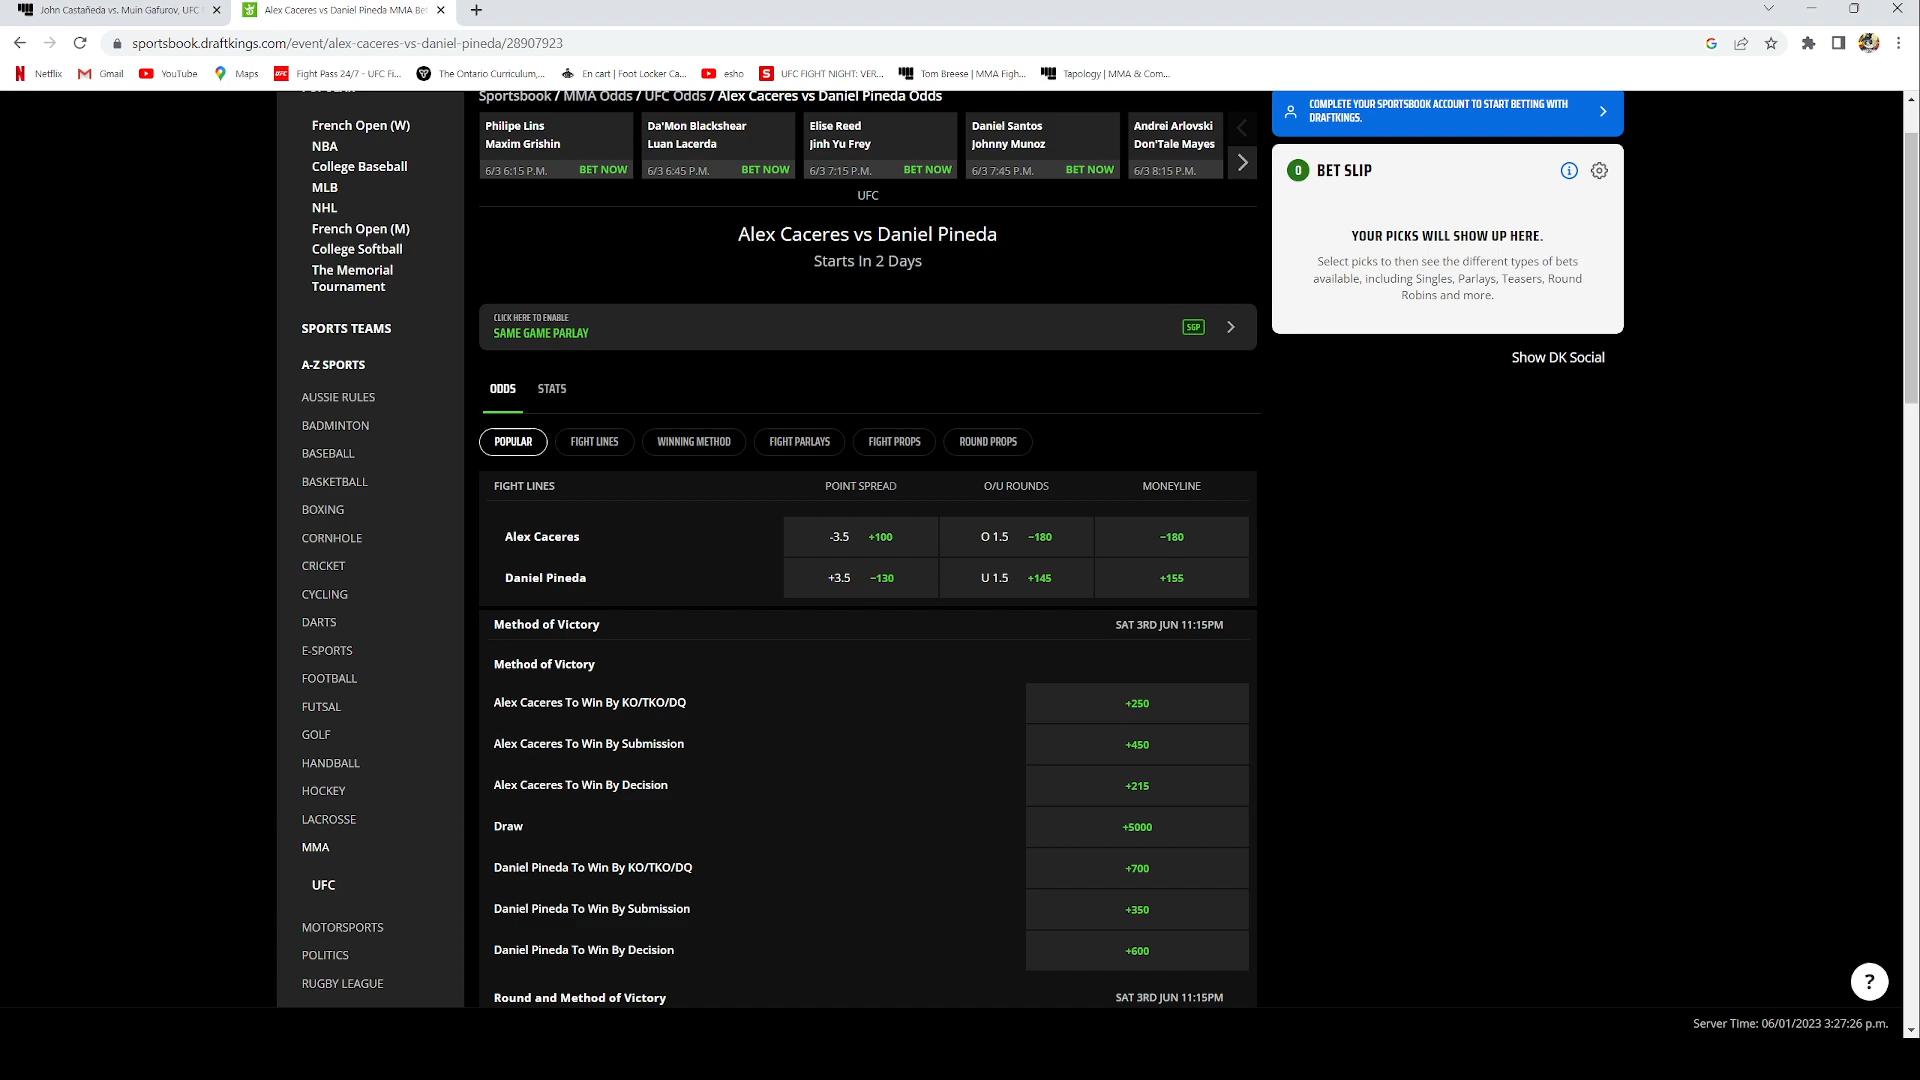 John Castañeda vs. Muin Gafurov, UFC
Alex Caceres vs Daniel Pineda MMA Bet
sportsbook.draftkings.com/event/alex-caceres-vs-daniel-pineda/28907923
Netflix
Gmail
YouTube
Maps
Fight Pass 24/7 - UFC Fi...
The Ontario Curriculum,...
En cart | Foot Locker Ca...
esho
UFC FIGHT NIGHT: VER...
Tom Breese | MMA Figh...
Tapology | MMA & Com...
French Open (W)
NBA
College Baseball
MLB
NHL
French Open (M)
College Softball
The Memorial
Tournament
SPORTS TEAMS
A-Z SPORTS
AUSSIE RULES
BADMINTON
BASEBALL
BASKETBALL
BOXING
CORNHOLE
CRICKET
CYCLING
DARTS
E-SPORTS
FOOTBALL
FUTSAL
GOLF
HANDBALL
HOCKEY
LACROSSE
MMA
UFC
MOTORSPORTS
POLITICS
RUGBY LEAGUE
Sportsbook / MMA Odds / UFC Odds / Alex Caceres vs Daniel Pineda Odds
Philipe Lins
Maxim Grishin
6/3 6:15 P.M. BET NOW
Da'Mon Blackshear
Luan Lacerda
6/3 6:45 P.M. BET NOW
Elise Reed
Jinh Yu Frey
6/3 7:15 P.M. BET NOW
Daniel Santos
Johnny Munoz
6/3 7:45 P.M. BET NOW
Andrei Arlovski
Don'Tale Mayes
6/3 8:15 P.M.
UFC
Alex Caceres vs Daniel Pineda
Starts In 2 Days
CLICK HERE TO ENABLE
SAME GAME PARLAY
SGP
ODDS STATS
POPULAR FIGHT LINES WINNING METHOD FIGHT PARLAYS FIGHT PROPS ROUND PROPS
FIGHT LINES POINT SPREAD O/U ROUNDS MONEYLINE
Alex Caceres -3.5 +100 O 1.5 −180 −180
Daniel Pineda +3.5 −130 U 1.5 +145 +155
Method of Victory SAT 3RD JUN 11:15PM
Method of Victory
Alex Caceres To Win By KO/TKO/DQ +250
Alex Caceres To Win By Submission +450
Alex Caceres To Win By Decision +215
Draw +5000
Daniel Pineda To Win By KO/TKO/DQ +700
Daniel Pineda To Win By Submission +350
Daniel Pineda To Win By Decision +600
Round and Method of Victory SAT 3RD JUN 11:15PM
COMPLETE YOUR SPORTSBOOK ACCOUNT TO START BETTING WITH
DRAFTKINGS.
0 BET SLIP
YOUR PICKS WILL SHOW UP HERE.
Select picks to then see the different types of bets
available, including Singles, Parlays, Teasers, Round
Robins and more.
Show DK Social
?
Server Time: 06/01/2023 3:27:26 p.m.